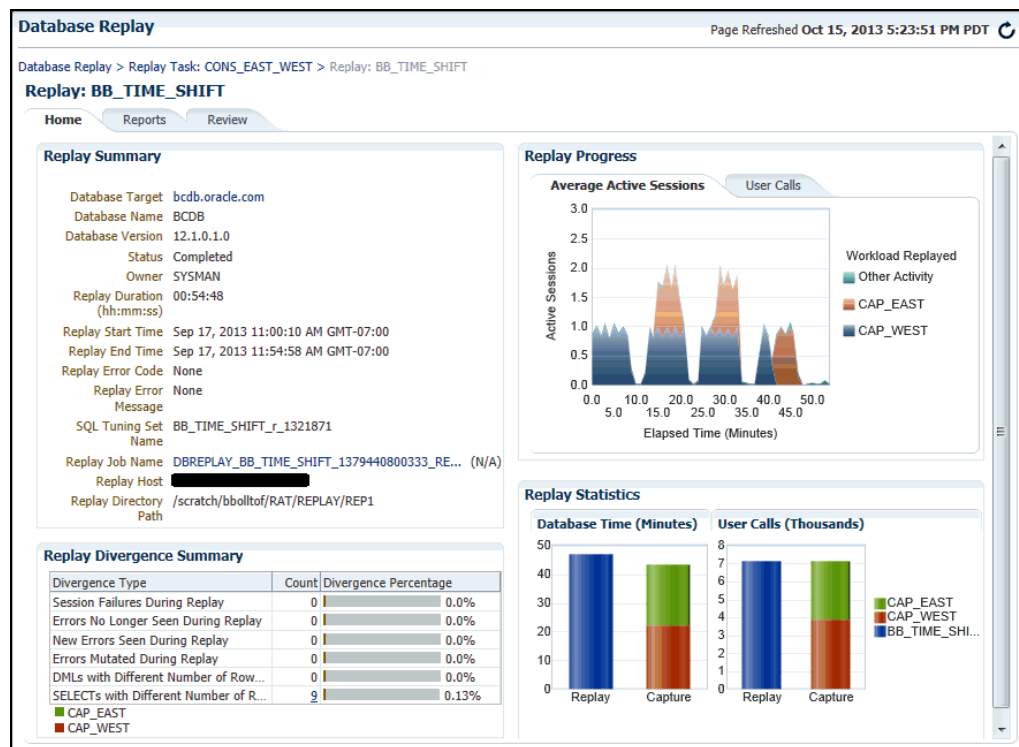 Database Replay
Page Refreshed Oct 15, 2013 5:23:51 PM PDT
Database Replay > Replay Task: CONS_EAST_WEST > Replay: BB_TIME_SHIFT
Replay: BB_TIME_SHIFT
Home Reports Review
Replay Summary
Database Target bcdb.oracle.com
Database Name BCDB
Database Version 12.1.0.1.0
Status Completed
Owner SYSMAN
Replay Duration 00:54:48
(hh:mm:ss)
Replay Start Time Sep 17, 2013 11:00:10 AM GMT-07:00
Replay End Time Sep 17, 2013 11:54:58 AM GMT-07:00
Replay Error Code None
Replay Error None
Message
SQL Tuning Set BB_TIME_SHIFT_r_1321871
Name
Replay Job Name DBREPLAY_BB_TIME_SHIFT_1379440800333_RE... (N/A)
Replay Host
Replay Directory /scratch/bbolltof/RAT/REPLAY/REP1
Path
Replay Divergence Summary
Divergence Type Count Divergence Percentage
Session Failures During Replay 0 0.0%
Errors No Longer Seen During Replay 0 0.0%
New Errors Seen During Replay 0 0.0%
Errors Mutated During Replay 0 0.0%
DMLs with Different Number of Row... 0 0.0%
SELECTs with Different Number of R... 9 0.13%
CAP_EAST
CAP_WEST
Replay Progress
Average Active Sessions User Calls
3.0
2.5
2.0
1.5
1.0
0.5
0.0
Active Sessions
0.0 10.0 20.0 30.0 40.0 50.0
5.0 15.0 25.0 35.0 45.0
Elapsed Time (Minutes)
Workload Replayed
Other Activity
CAP_EAST
CAP_WEST
Replay Statistics
Database Time (Minutes) User Calls (Thousands)
50
40
30
20
10
0
Replay Capture
8
7
6
5
4
3
2
1
0
Replay Capture
CAP_EAST
CAP_WEST
BB_TIME_SHI...